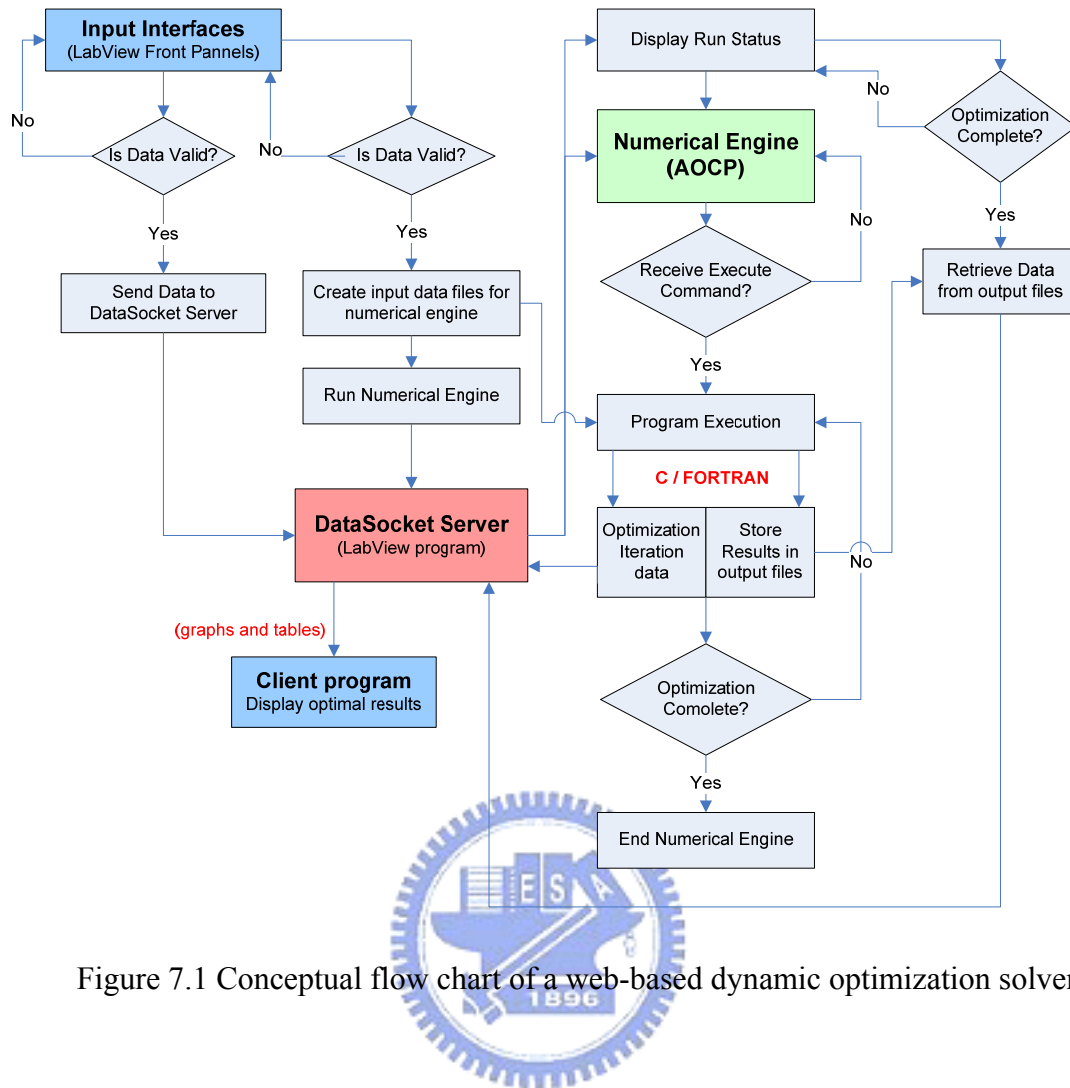 Input Interfaces
(LabView Front Pannels)
No
Is Data Valid?
No
Is Data Valid?
Yes
Yes
Send Data to
DataSocket Server
Create input data files for
numerical engine
Run Numerical Engine
DataSocket Server
(LabView program)
(graphs and tables)
Client program
Display optimal results
Display Run Status
No
Optimization
Complete?
Numerical Engine
(AOCP)
No
Yes
Receive Execute
Command?
Retrieve Data
from output files
Yes
Program Execution
C / FORTRAN
Optimization
Iteration
data
Store
Results in
output files
No
Optimization
Comolete?
Yes
End Numerical Engine
E S A
1896
Figure 7.1 Conceptual flow chart of a web-based dynamic optimization solver